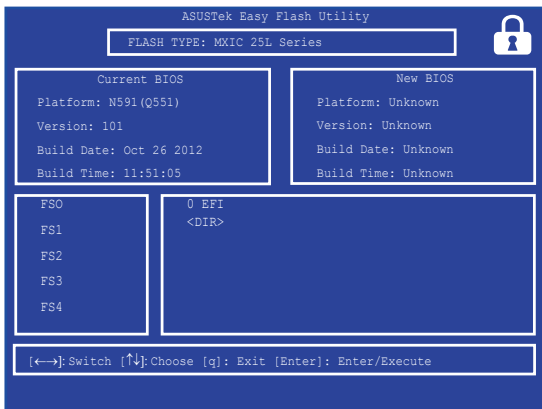 ASUSTek Easy Flash Utility
FLASH TYPE: MXIC 25L Series
Current BIOS
Platform: N591(Q551)
Version: 101
Build Date: Oct 26 2012
Build Time: 11:51:05
New BIOS
Platform: Unknown
Version: Unknown
Build Date: Unknown
Build Time: Unknown
FSO
FS1
FS2
FS3
FS4
0 EFI
<DIR>
[←→]: Switch [↑↓]: Choose [q]: Exit [Enter]: Enter/Execute